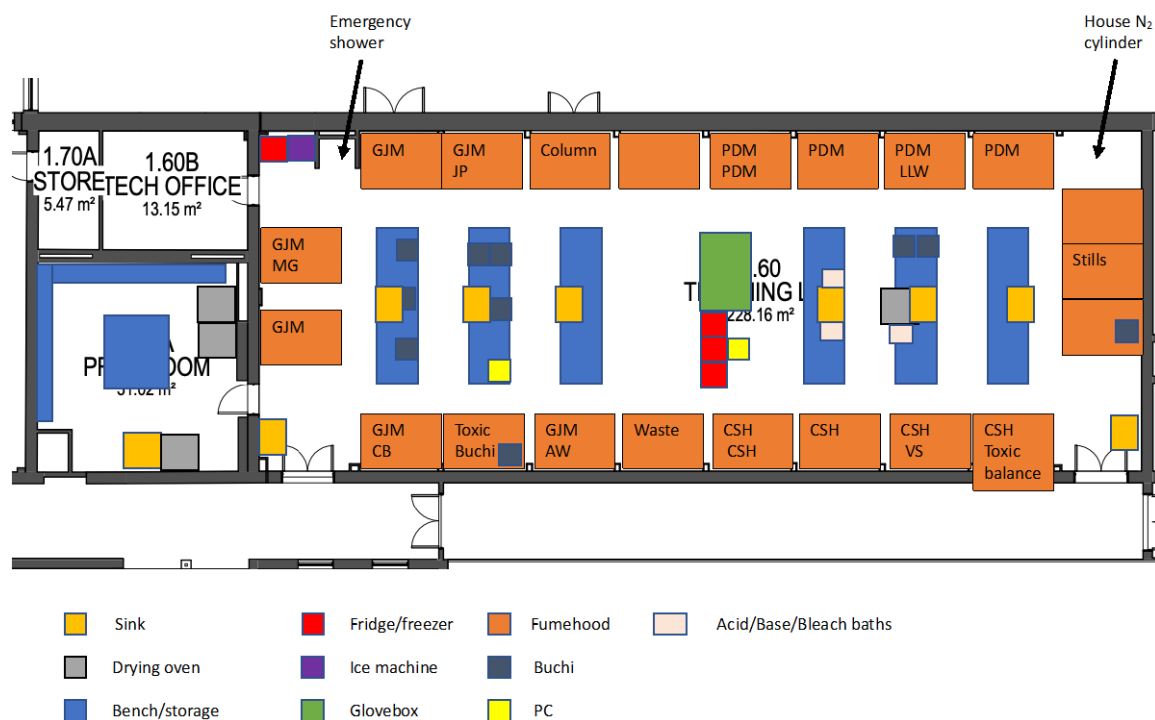 Emergency
shower
House N₂
cylinder
1.70A
STORE
5.47 m²
1.60B
TECH OFFICE
13.15 m²
GJM
GJM
JP
Column
PDM
PDM
PDM
PDM
LLW
PDM
GJM
MG
Stills
GJM
.60
228.16 m²
GJM
CB
Toxic
Buchi
GJM
AW
Waste
CSH
CSH
CSH
CSH
VS
CSH
Toxic
balance
Sink
Fridge/freezer
Fumehood
Acid/Base/Bleach baths
Drying oven
Ice machine
Buchi
Bench/storage
Glovebox
PC